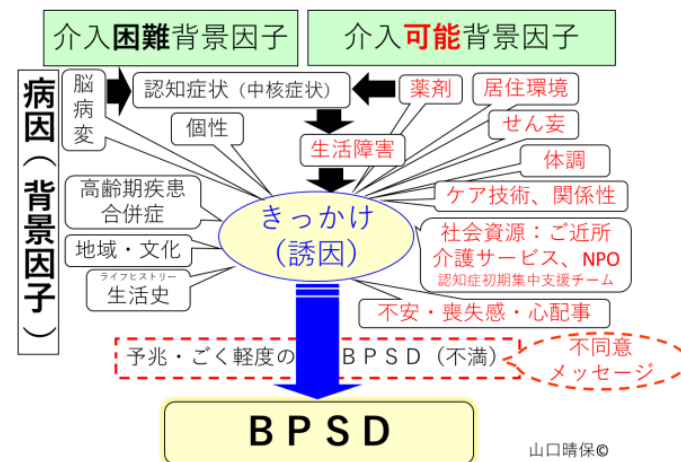 介入困難背景因子
介入可能背景因子
病因（背景因子）
脳病変
認知症状（中核症状）
薬剤
居住環境
個性
せん妄
生活障害
体調
高齢期疾患
合併症
ケア技術、関係性
きっかけ
（誘因）
社会資源：ご近所
介護サービス、NPO
認知症初期集中支援チーム
地域・文化
ライフヒストリー
生活史
不安・喪失感・心配事
予兆・ごく軽度の BPSD（不満）
不同意
メッセージ
BPSD
山口晴保©